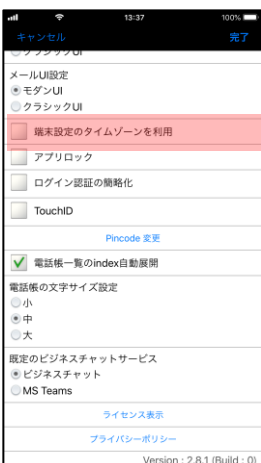 13:37
100%
キャンセル
完了
クラシックUI
メールUI設定
モダンUI
クラシックUI
端末設定のタイムゾーンを利用
アプリロック
ログイン認証の簡略化
TouchID
Pincode 変更
電話帳一覧のindex自動展開
電話帳の文字サイズ設定
小
中
大
既定のビジネスチャットサービス
ビジネスチャット
MS Teams
ライセンス表示
プライバシーポリシー
Version : 2.8.1 (Build : 0)